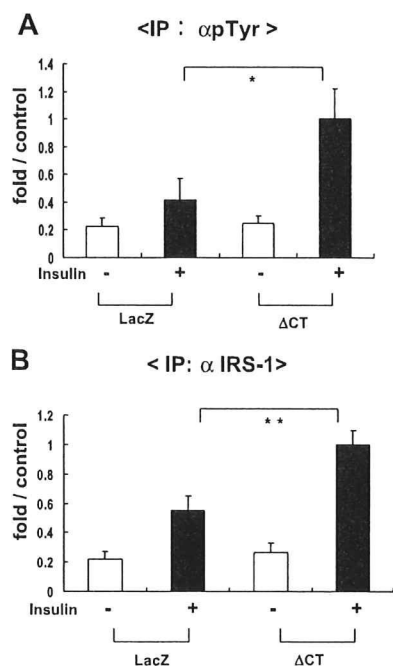 A
<IP : αpTyr >
fold / control
1.4
1.2
1
0.8
0.6
0.4
0.2
0
*
Insulin - + - +
LacZ ΔCT
B
< IP: α IRS-1>
fold / control
1.2
1
0.8
0.6
0.4
0.2
0
* *
Insulin - + - +
LacZ ΔCT